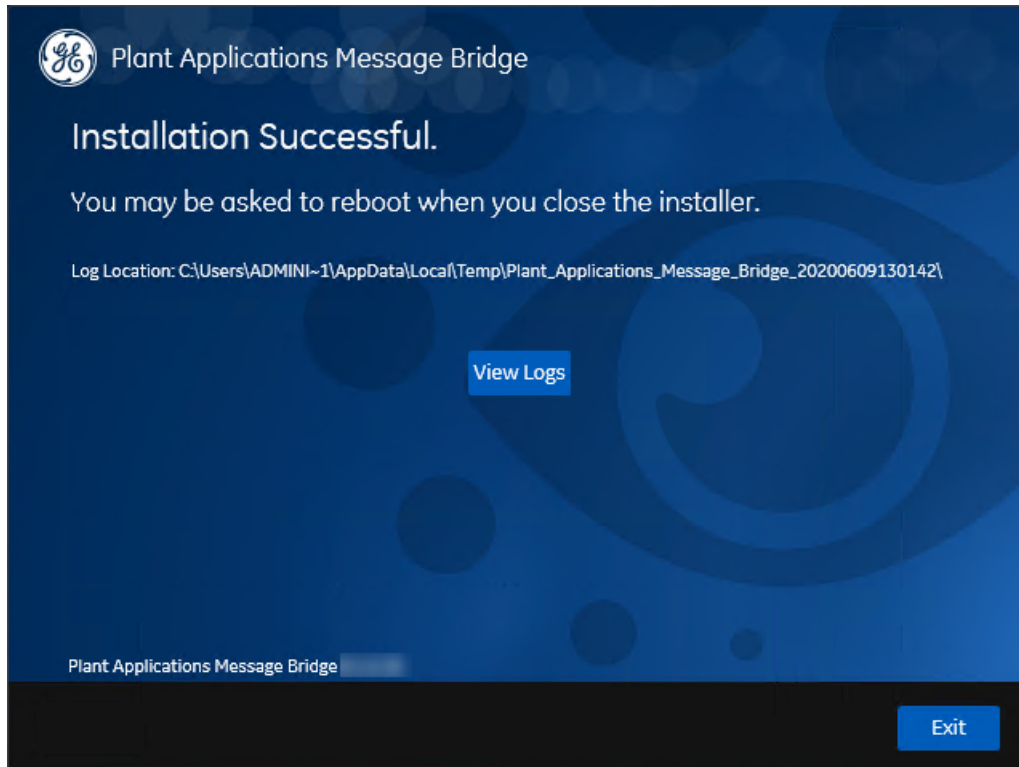 GE Plant Applications Message Bridge
Installation Successful.
You may be asked to reboot when you close the installer.
Log Location: C:\Users\ADMINI~1\AppData\Local\Temp\Plant_Applications_Message_Bridge_20200609130142\
View Logs
Plant Applications Message Bridge
Exit